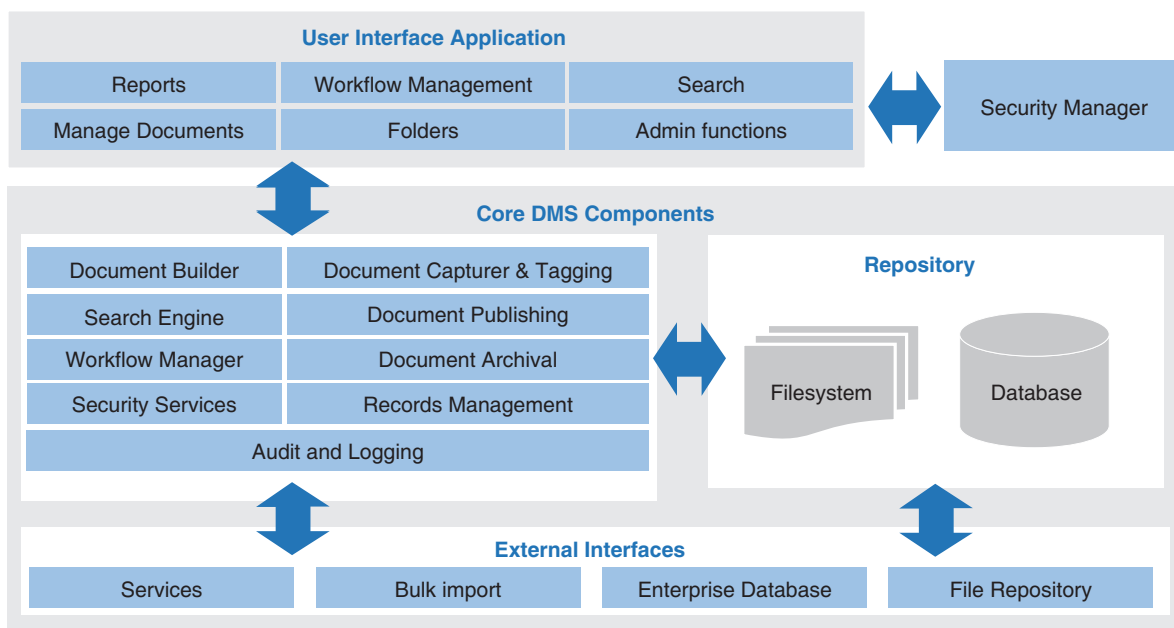 User Interface Application
Reports
Workflow Management
Search
Manage Documents
Folders
Admin functions
Security Manager
Core DMS Components
Document Builder
Document Capturer & Tagging
Search Engine
Document Publishing
Workflow Manager
Document Archival
Security Services
Records Management
Audit and Logging
Repository
Filesystem
Database
External Interfaces
Services
Bulk import
Enterprise Database
File Repository